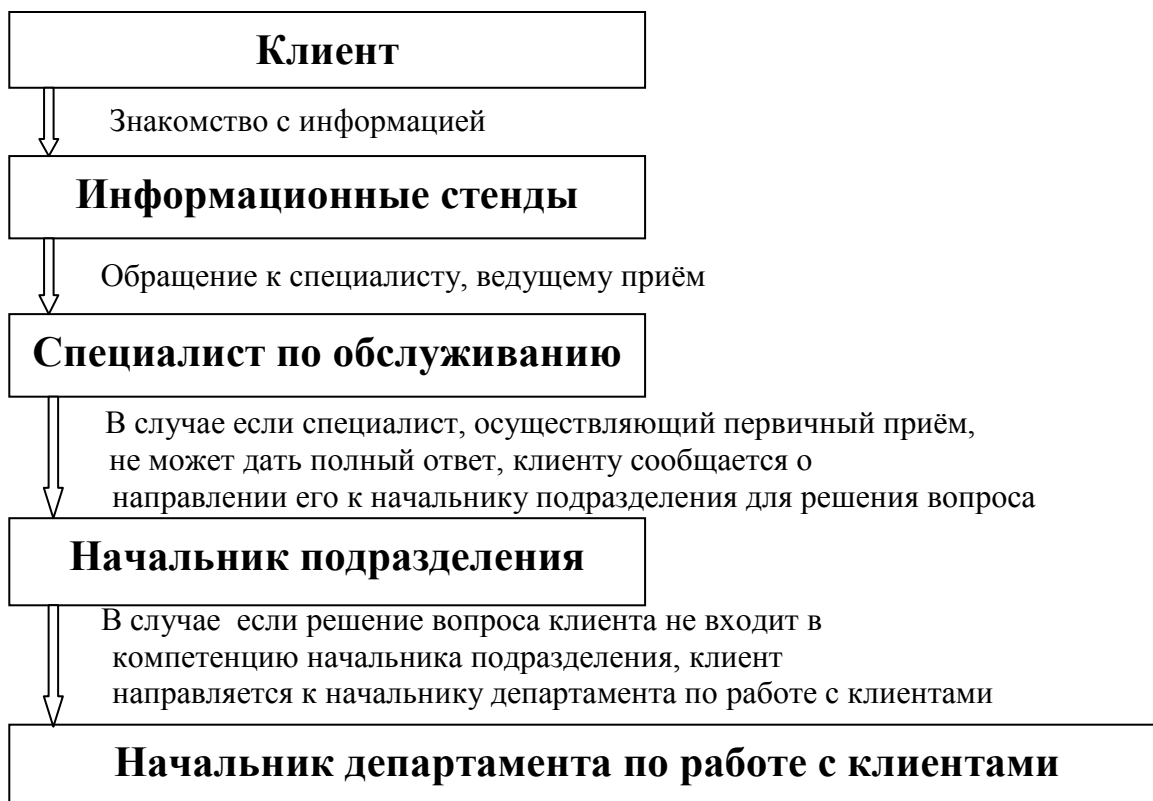 Клиент
Знакомство с информацией
Информационные стенды
Обращение к специалисту, ведущему приём
Специалист по обслуживанию
В случае если специалист, осуществляющий первичный приём,
не может дать полный ответ, клиенту сообщается о
направлении его к начальнику подразделения для решения вопроса
Начальник подразделения
В случае если решение вопроса клиента не входит в
компетенцию начальника подразделения, клиент
направляется к начальнику департамента по работе с клиентами
Начальник департамента по работе с клиентами